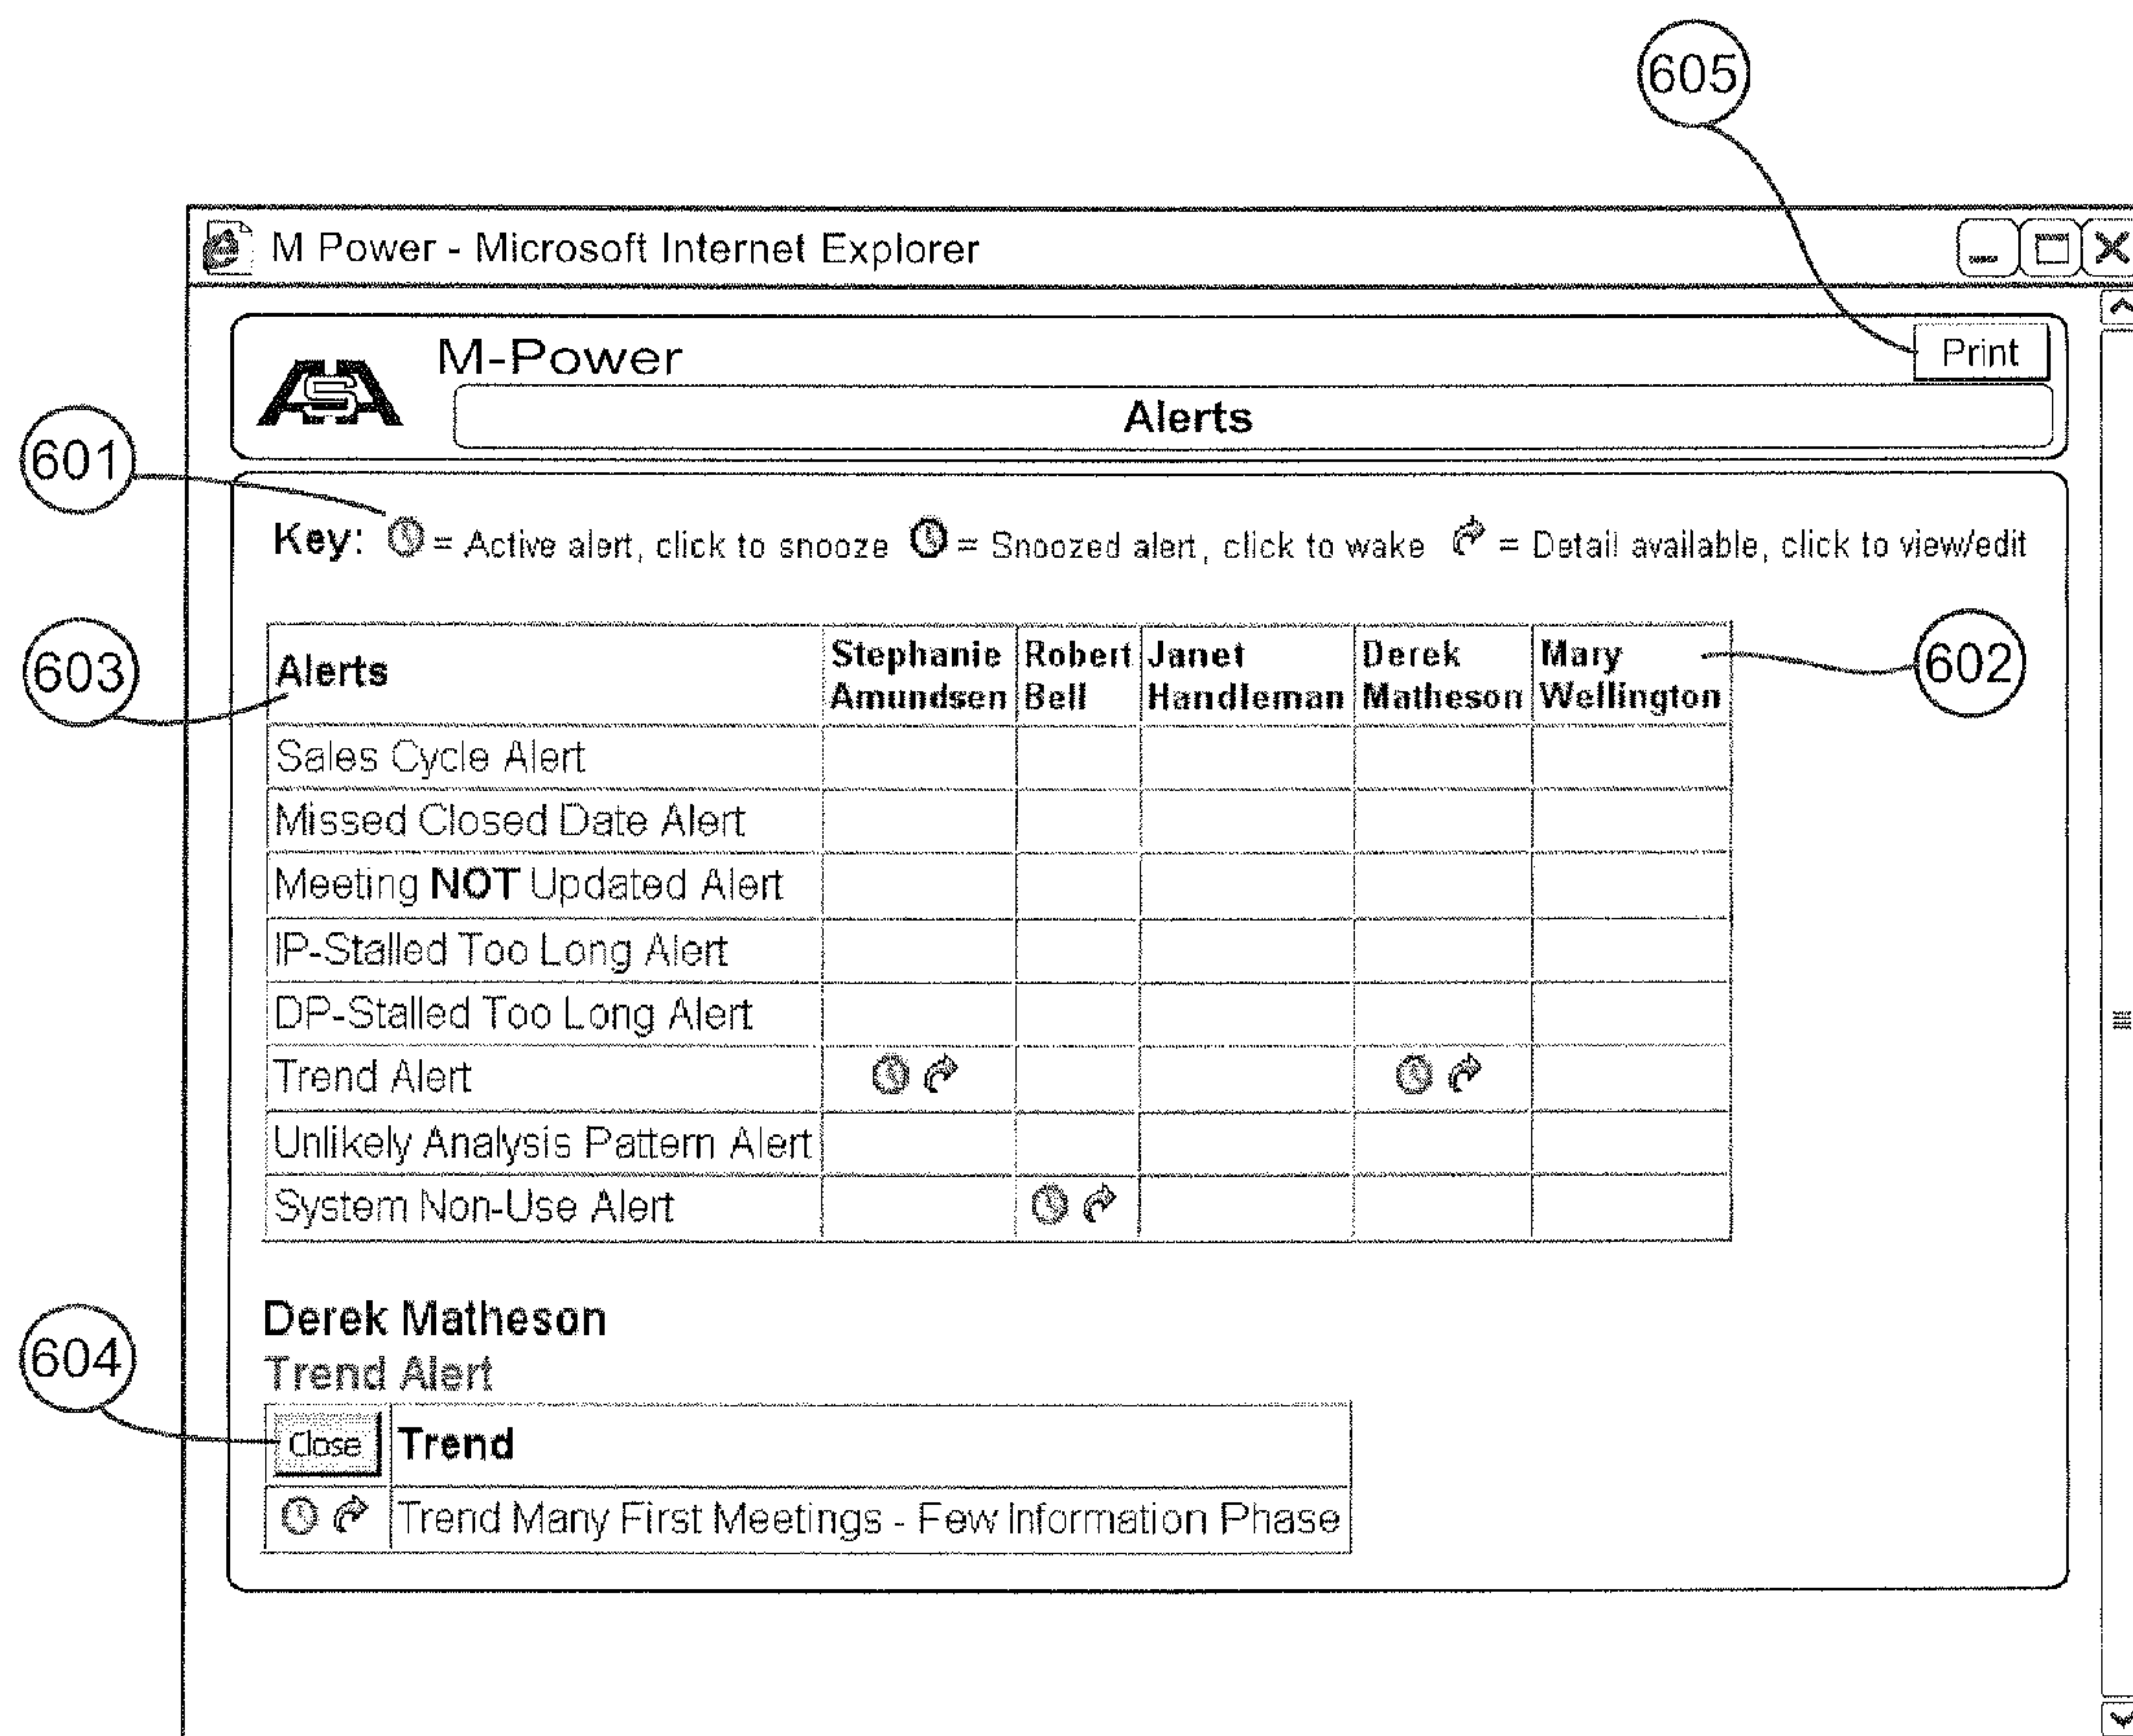 605
M Power - Microsoft Internet Explorer
ASA
M-Power
Print
Alerts
601
Key: = Active alert, click to snooze = Snoozed alert, click to wake = Detail available, click to view/edit
603
Alerts Stephanie Amundsen Robert Bell Janet Handleman Derek Matheson Mary Wellington
602
Sales Cycle Alert
Missed Closed Date Alert
Meeting NOT Updated Alert
IP-Stalled Too Long Alert
DP-Stalled Too Long Alert
Trend Alert
Unlikely Analysis Pattern Alert
System Non-Use Alert
Derek Matheson
604
Trend Alert
Close Trend
Trend Many First Meetings - Few Information Phase